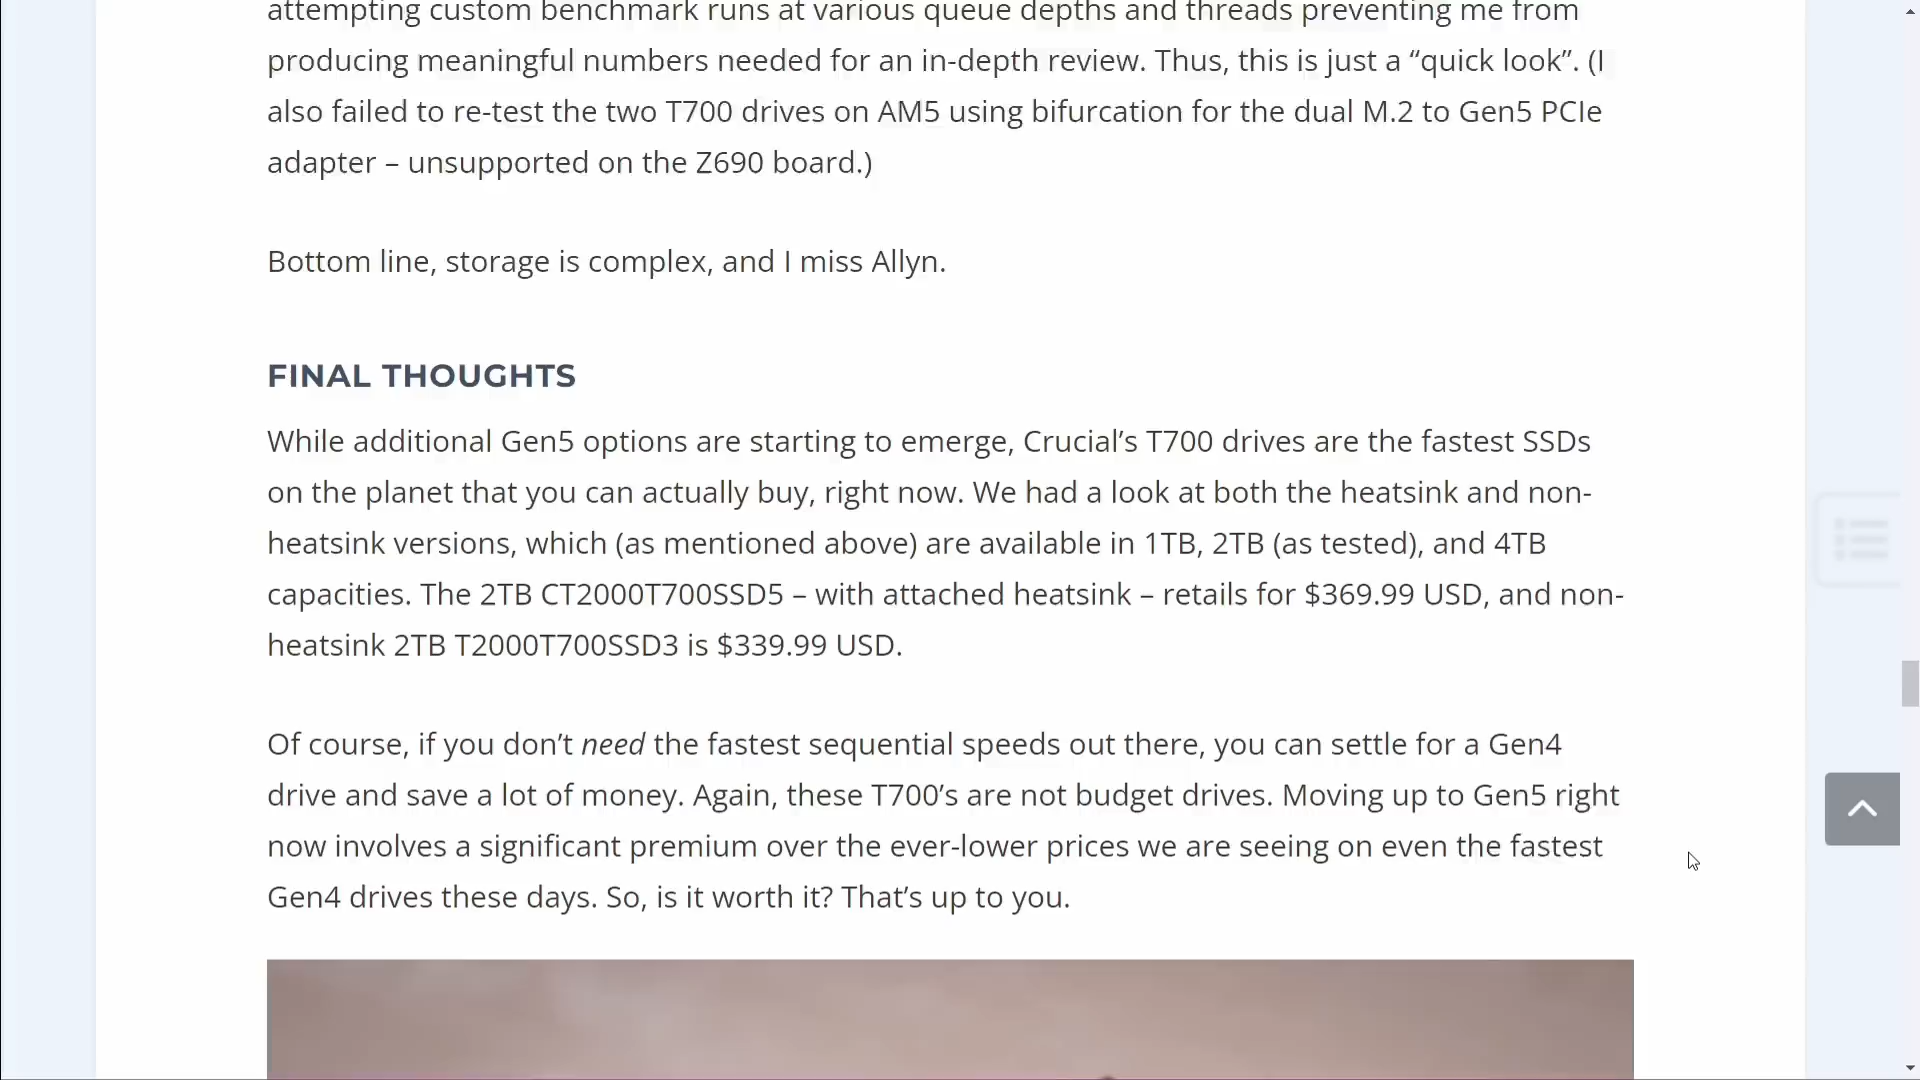 attempting custom benchmark runs at various queue depths and threads preventing me from
producing meaningful numbers needed for an in-depth review. Thus, this is just a “quick look”. (I
also failed to re-test the two T700 drives on AM5 using bifurcation for the dual M.2 to Gen5 PCIe
adapter – unsupported on the Z690 board.)
Bottom line, storage is complex, and I miss Allyn.
FINAL THOUGHTS
While additional Gen5 options are starting to emerge, Crucial’s T700 drives are the fastest SSDs
on the planet that you can actually buy, right now. We had a look at both the heatsink and non-
heatsink versions, which (as mentioned above) are available in 1TB, 2TB (as tested), and 4TB
capacities. The 2TB CT2000T700SSD5 – with attached heatsink – retails for $369.99 USD, and non-
heatsink 2TB T2000T700SSD3 is $339.99 USD.
Of course, if you don’t need the fastest sequential speeds out there, you can settle for a Gen4
drive and save a lot of money. Again, these T700’s are not budget drives. Moving up to Gen5 right
now involves a significant premium over the ever-lower prices we are seeing on even the fastest
Gen4 drives these days. So, is it worth it? That’s up to you.